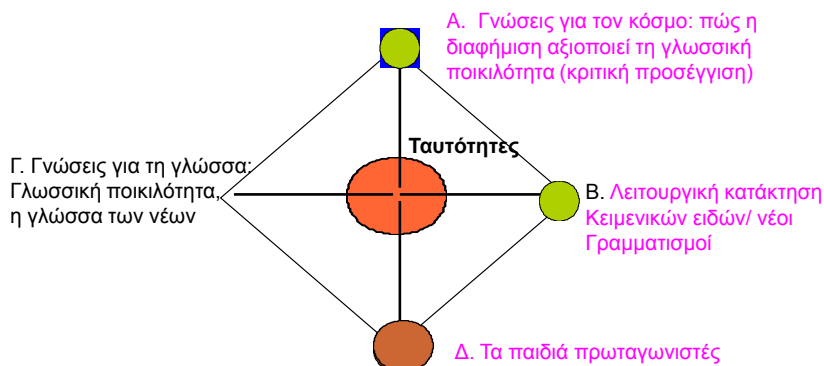 Α. Γνώσεις για τον κόσμο: πώς η
διαφήμιση αξιοποιεί τη γλωσσική
ποικιλότητα (κριτική προσέγγιση)
Ταυτότητες
Γ. Γνώσεις για τη γλώσσα:
Γλωσσική ποικιλότητα,
η γλώσσα των νέων
Β. Λειτουργική κατάκτηση
Κειμενικών ειδών/ νέοι
Γραμματισμοί
Δ. Τα παιδιά πρωταγωνιστές